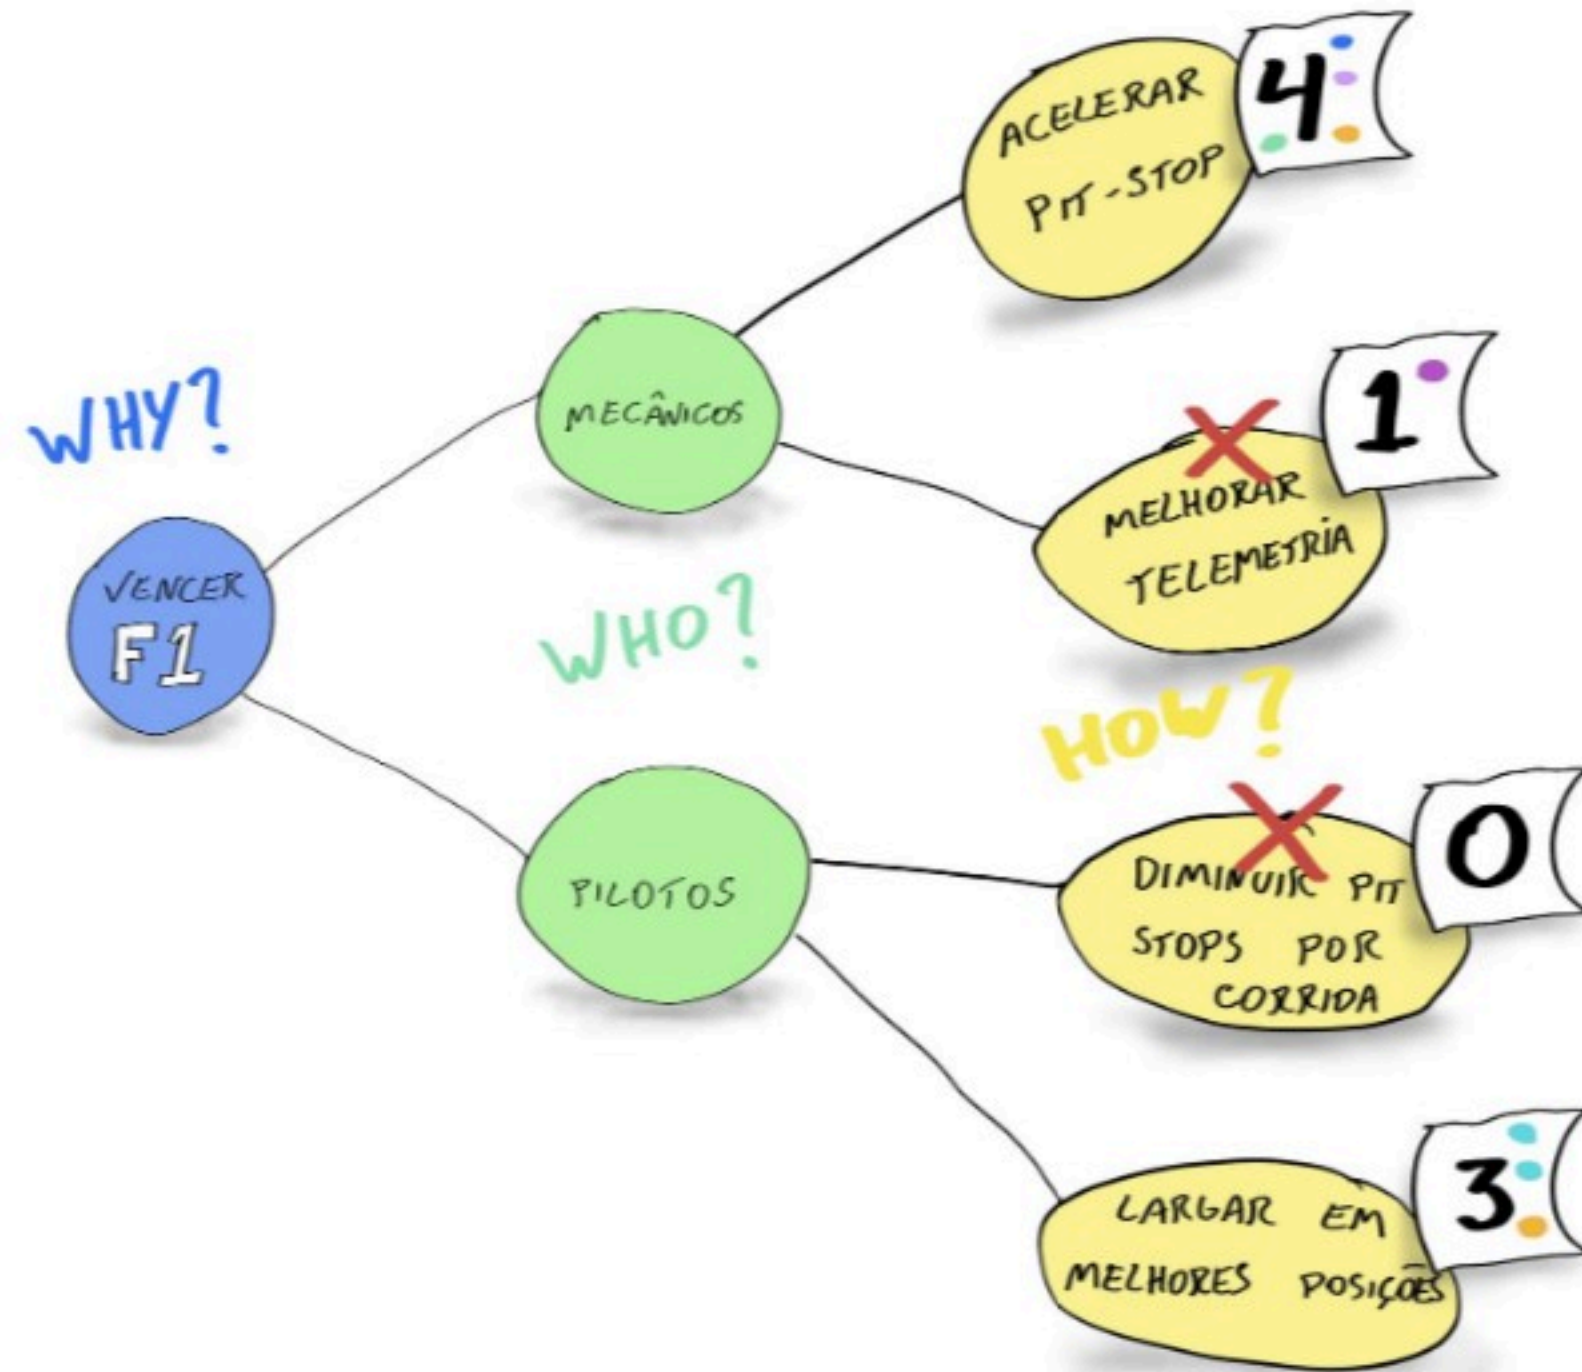 WHY?
VENCER
F1
MECÂNICOS
WHO?
PILOTOS
ACELERAR
PIT-STOP
4
MELHORAR
TELEMETRIA
1
HOW?
DIMINUIR PIT
STOPS POR
CORRIDA
0
LARGAR EM
MELHORES POSIÇÕES
3